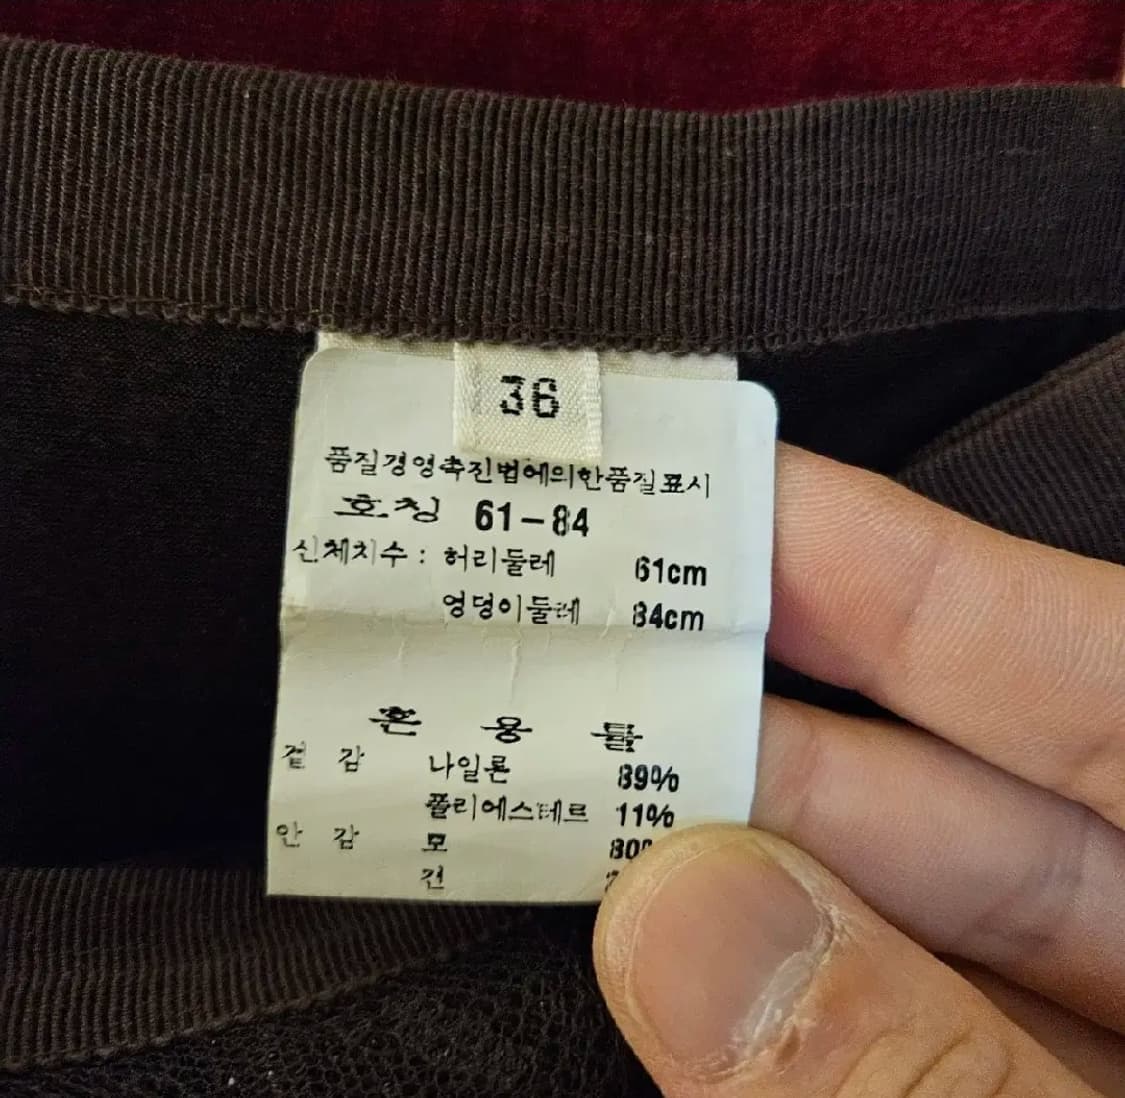 36
품질경영촉진법에의한품질표시
호칭 61-84
신체치수 : 허리둘레 61cm
엉덩이둘레 84cm
혼 용 률
겉 감 나일론 89%
폴리에스테르 11%
안 감 모 80%
견